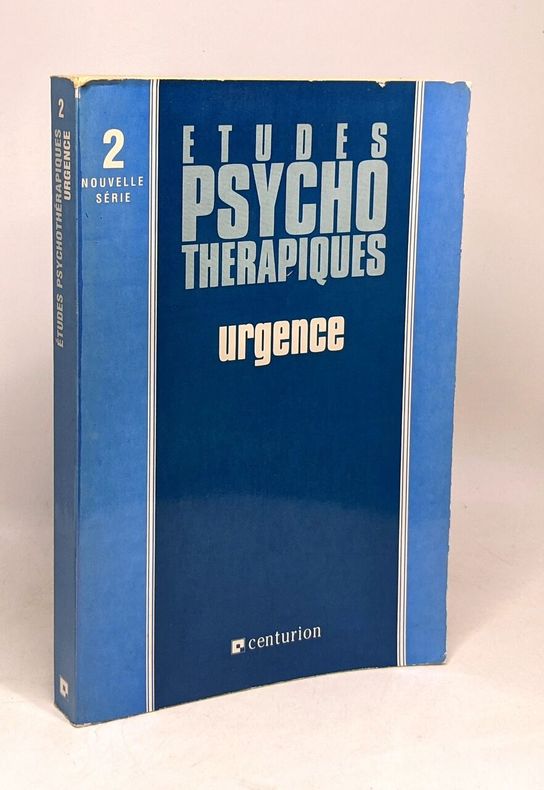 2
NOUVELLE
SÉRIE
ETUDES
PSYCHO
THERAPIQUES
urgence
centurion
2
ÉTUDES PSYCHOTHÉRAPIQUES
URGENCE